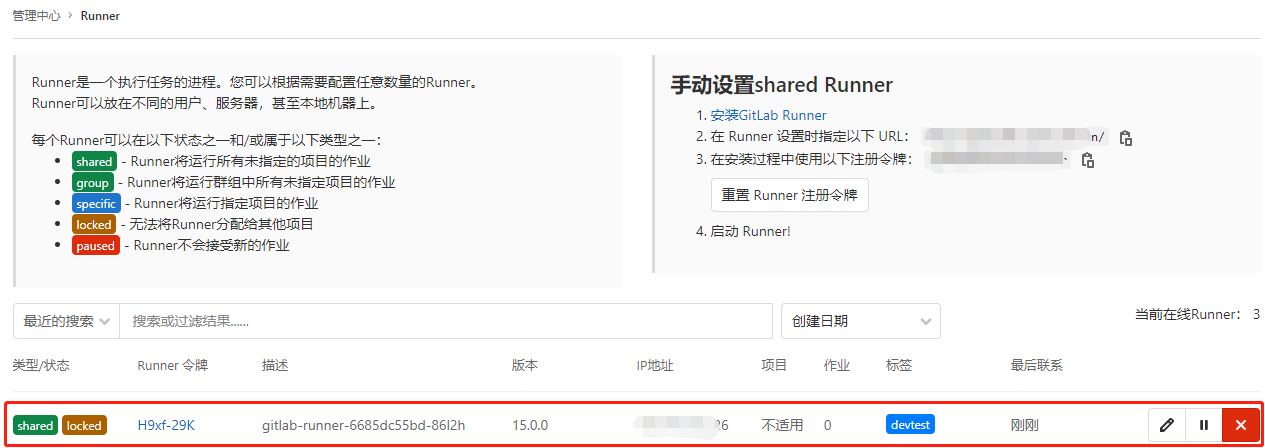 管理中心 › Runner
Runner是一个执行任务的进程。您可以根据需要配置任意数量的Runner。
Runner可以放在不同的用户、服务器，甚至本地机器上。
每个Runner可以在以下状态之一和/或属于以下类型之一：
• shared - Runner将运行所有未指定的项目的作业
• group - Runner将运行群组中所有未指定项目的作业
• specific - Runner将运行指定项目的作业
• locked - 无法将Runner分配给其他项目
• paused - Runner不会接受新的作业
手动设置shared Runner
1. 安装GitLab Runner
2. 在 Runner 设置时指定以下 URL： n/
3. 在安装过程中使用以下注册令牌：
重置 Runner 注册令牌
4. 启动 Runner!
最近的搜索 搜索或过滤结果...... 创建日期 当前在线Runner： 3
类型/状态 Runner 令牌 描述 版本 IP地址 项目 作业 标签 最后联系
shared locked H9xf-29K gitlab-runner-6685dc55bd-86l2h 15.0.0 26 不适用 0 devtest 刚刚